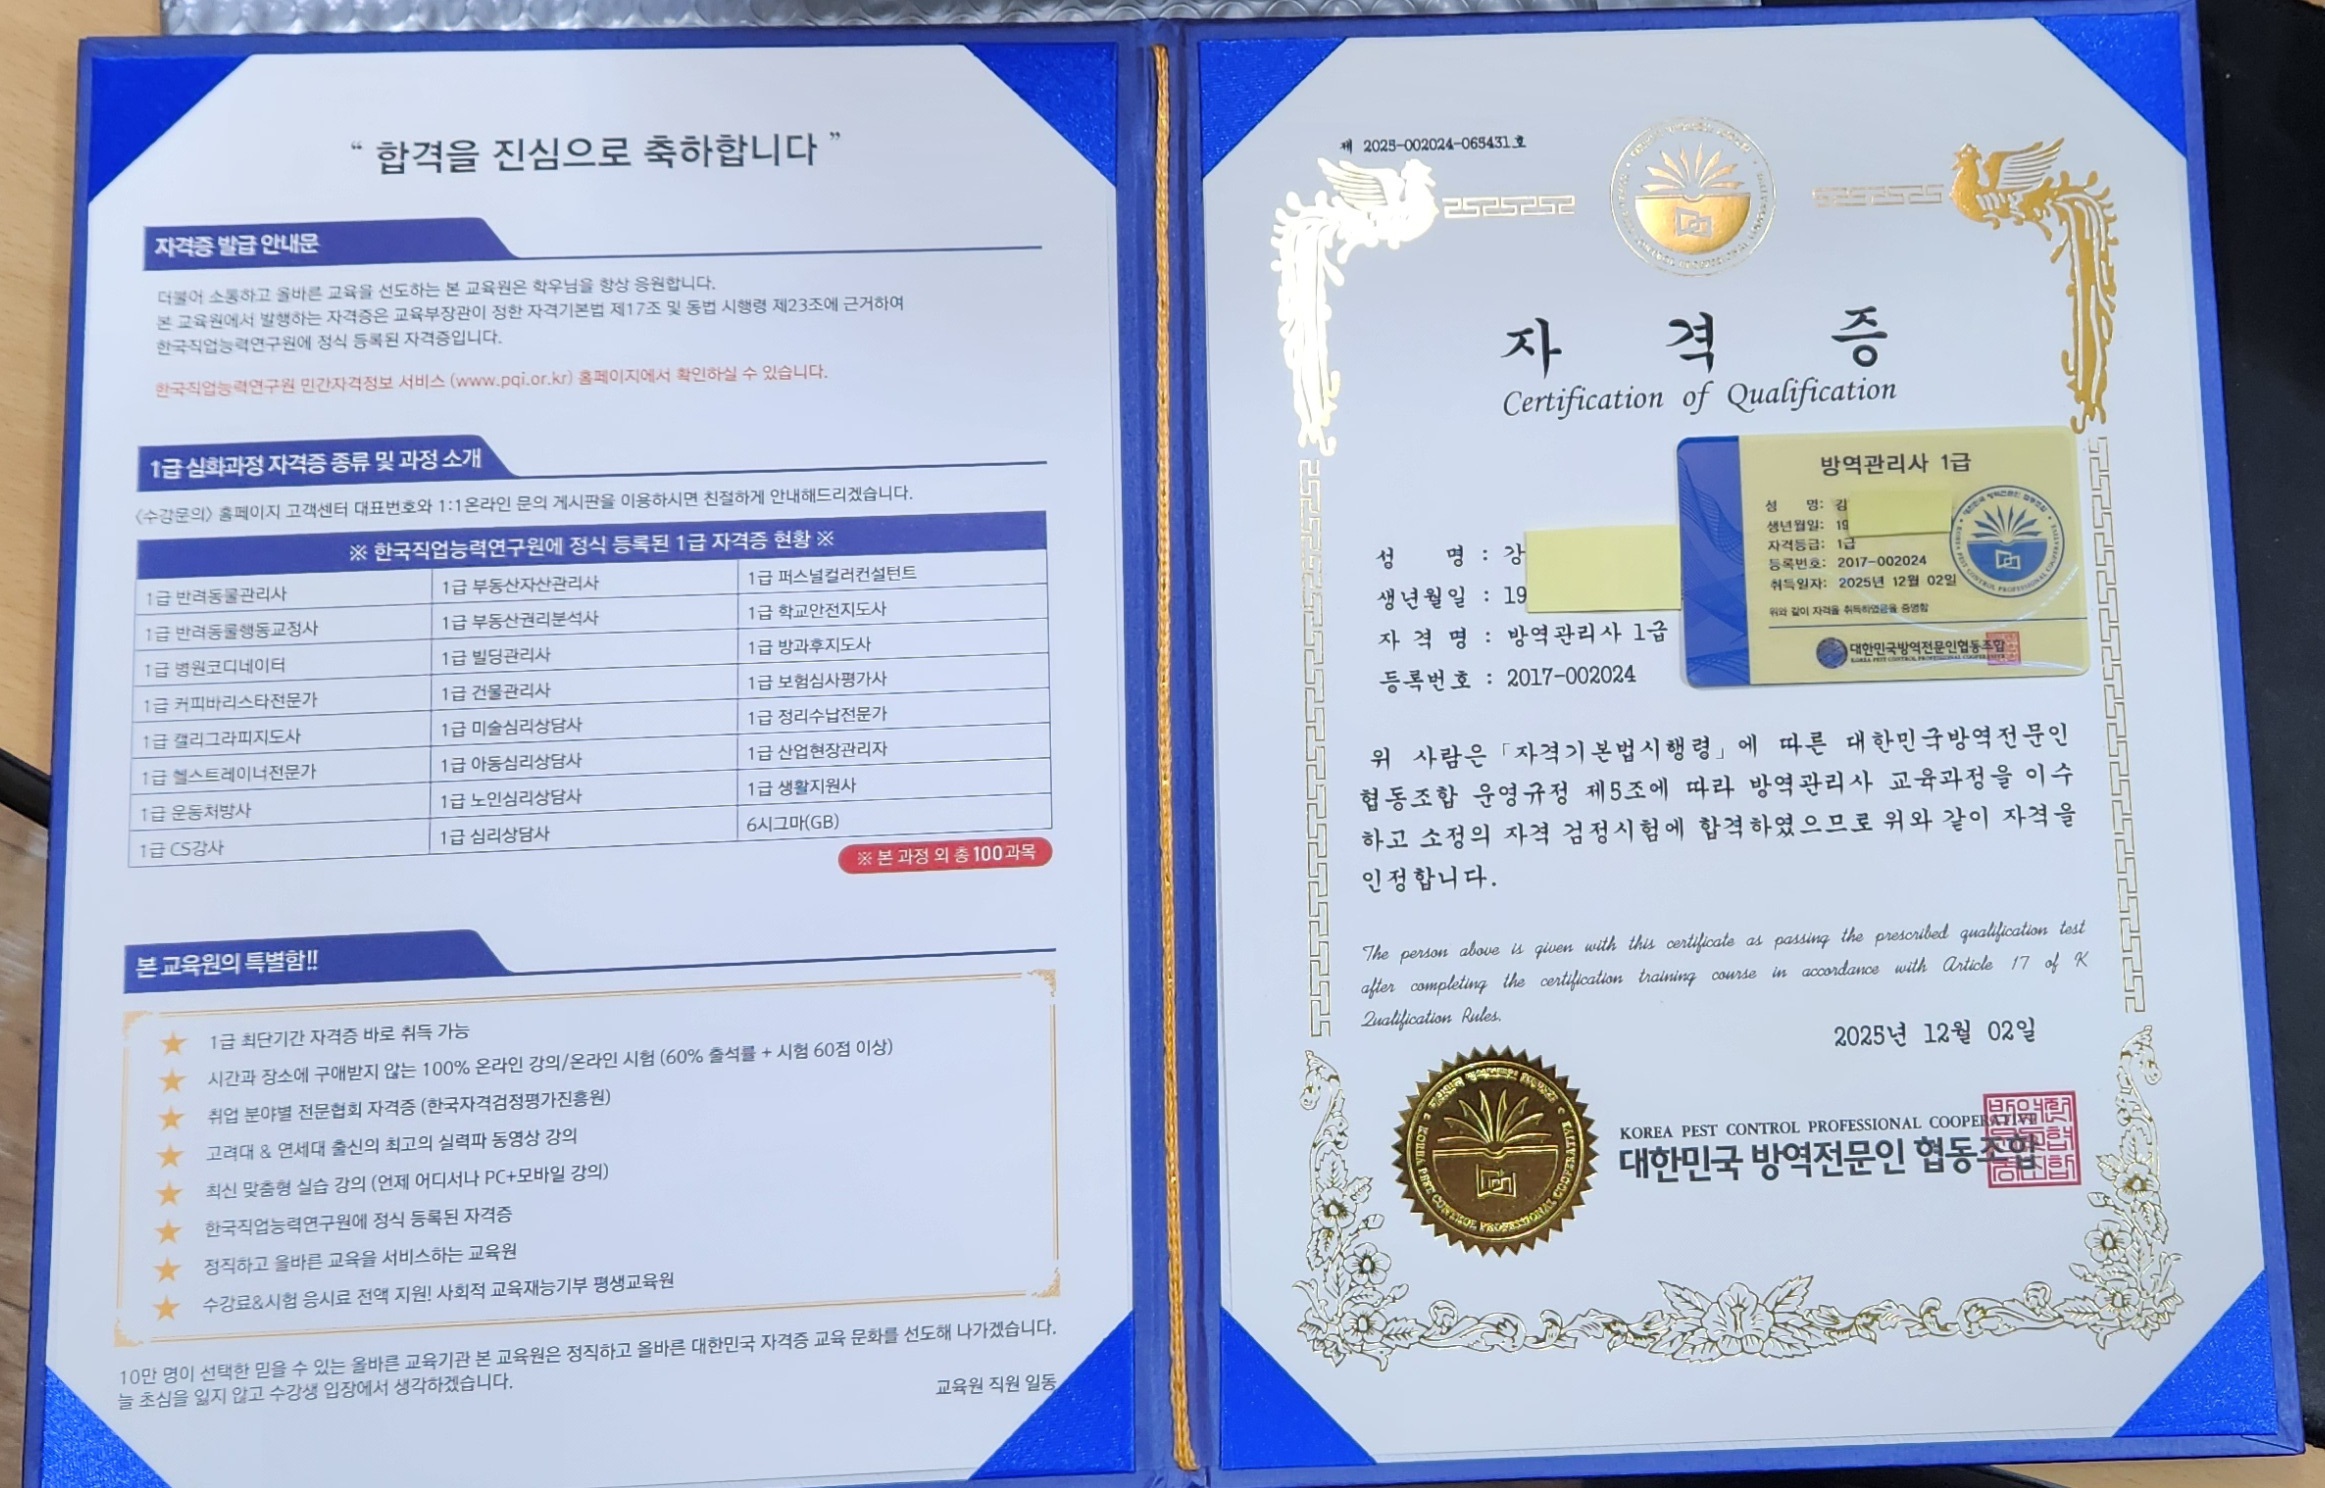 “ 합격을 진심으로 축하합니다 ”
자격증 발급 안내문
더불어 소통하고 올바른 교육을 선도하는 본 교육원은 학우님을 항상 응원합니다.
본 교육원에서 발행하는 자격증은 교육부장관이 정한 자격기본법 제17조 및 동법 시행령 제23조에 근거하여
한국직업능력연구원에 정식 등록된 자격증입니다.
한국직업능력연구원 민간자격정보 서비스 (www.pqi.or.kr) 홈페이지에서 확인하실 수 있습니다.
1급 심화과정 자격증 종류 및 과정 소개
《수강문의》 홈페이지 고객센터 대표번호와 1:1온라인 문의 게시판을 이용하시면 친절하게 안내해드리겠습니다.
※ 한국직업능력연구원에 정식 등록된 1급 자격증 현황 ※
1급 반려동물관리사 1급 부동산자산관리사 1급 퍼스널컬러컨설턴트
1급 반려동물행동교정사 1급 부동산권리분석사 1급 학교안전지도사
1급 병원코디네이터 1급 빌딩관리사 1급 방과후지도사
1급 커피바리스타전문가 1급 건물관리사 1급 보험심사평가사
1급 캘리그라피지도사 1급 미술심리상담사 1급 정리수납전문가
1급 헬스트레이너전문가 1급 아동심리상담사 1급 산업현장관리자
1급 운동처방사 1급 노인심리상담사 1급 생활지원사
1급 CS강사 1급 심리상담사 6시그마(GB)
※ 본 과정 외 총 100과목
본 교육원의 특별함!!
★ 1급 최단기간 자격증 바로 취득 가능
★ 시간과 장소에 구애받지 않는 100% 온라인 강의/온라인 시험 (60% 출석률 + 시험 60점 이상)
★ 취업 분야별 전문협회 자격증 (한국자격검정평가진흥원)
★ 고려대 & 연세대 출신의 최고의 실력파 동영상 강의
★ 최신 맞춤형 실습 강의 (언제 어디서나 PC+모바일 강의)
★ 한국직업능력연구원에 정식 등록된 자격증
★ 정직하고 올바른 교육을 서비스하는 교육원
★ 수강료&시험 응시료 전액 지원! 사회적 교육재능기부 평생교육원
10만 명이 선택한 믿을 수 있는 올바른 교육기관 본 교육원은 정직하고 올바른 대한민국 자격증 교육 문화를 선도해 나가겠습니다.
늘 초심을 잃지 않고 수강생 입장에서 생각하겠습니다.
교육원 직원 일동
제 2025-002024-065431호
자 격 증
Certification of Qualification
성 명 : 강
생년월일 : 19
자 격 명 : 방역관리사 1급
등록번호 : 2017-002024
방역관리사 1급
성 명: 김
생년월일: 19
자격등급: 1급
등록번호: 2017-002024
취득일자: 2025년 12월 02일
위와 같이 자격을 취득하였음을 증명함
대한민국방역전문인협동조합
KOREA PEST CONTROL PROFESSIONAL COOPERATIVE
위 사람은「자격기본법시행령」에 따른 대한민국방역전문인
협동조합 운영규정 제5조에 따라 방역관리사 교육과정을 이수
하고 소정의 자격 검정시험에 합격하였으므로 위와 같이 자격을
인정합니다.
The person above is given with this certificate as passing the prescribed qualification test
after completing the certification training course in accordance with Article 17 of K
Qualification Rules.
2025년 12월 02일
KOREA PEST CONTROL PROFESSIONAL COOPERATIVE
대한민국 방역전문인 협동조합
KOREA PEST CONTROL PROFESSIONAL COOPERATIVE